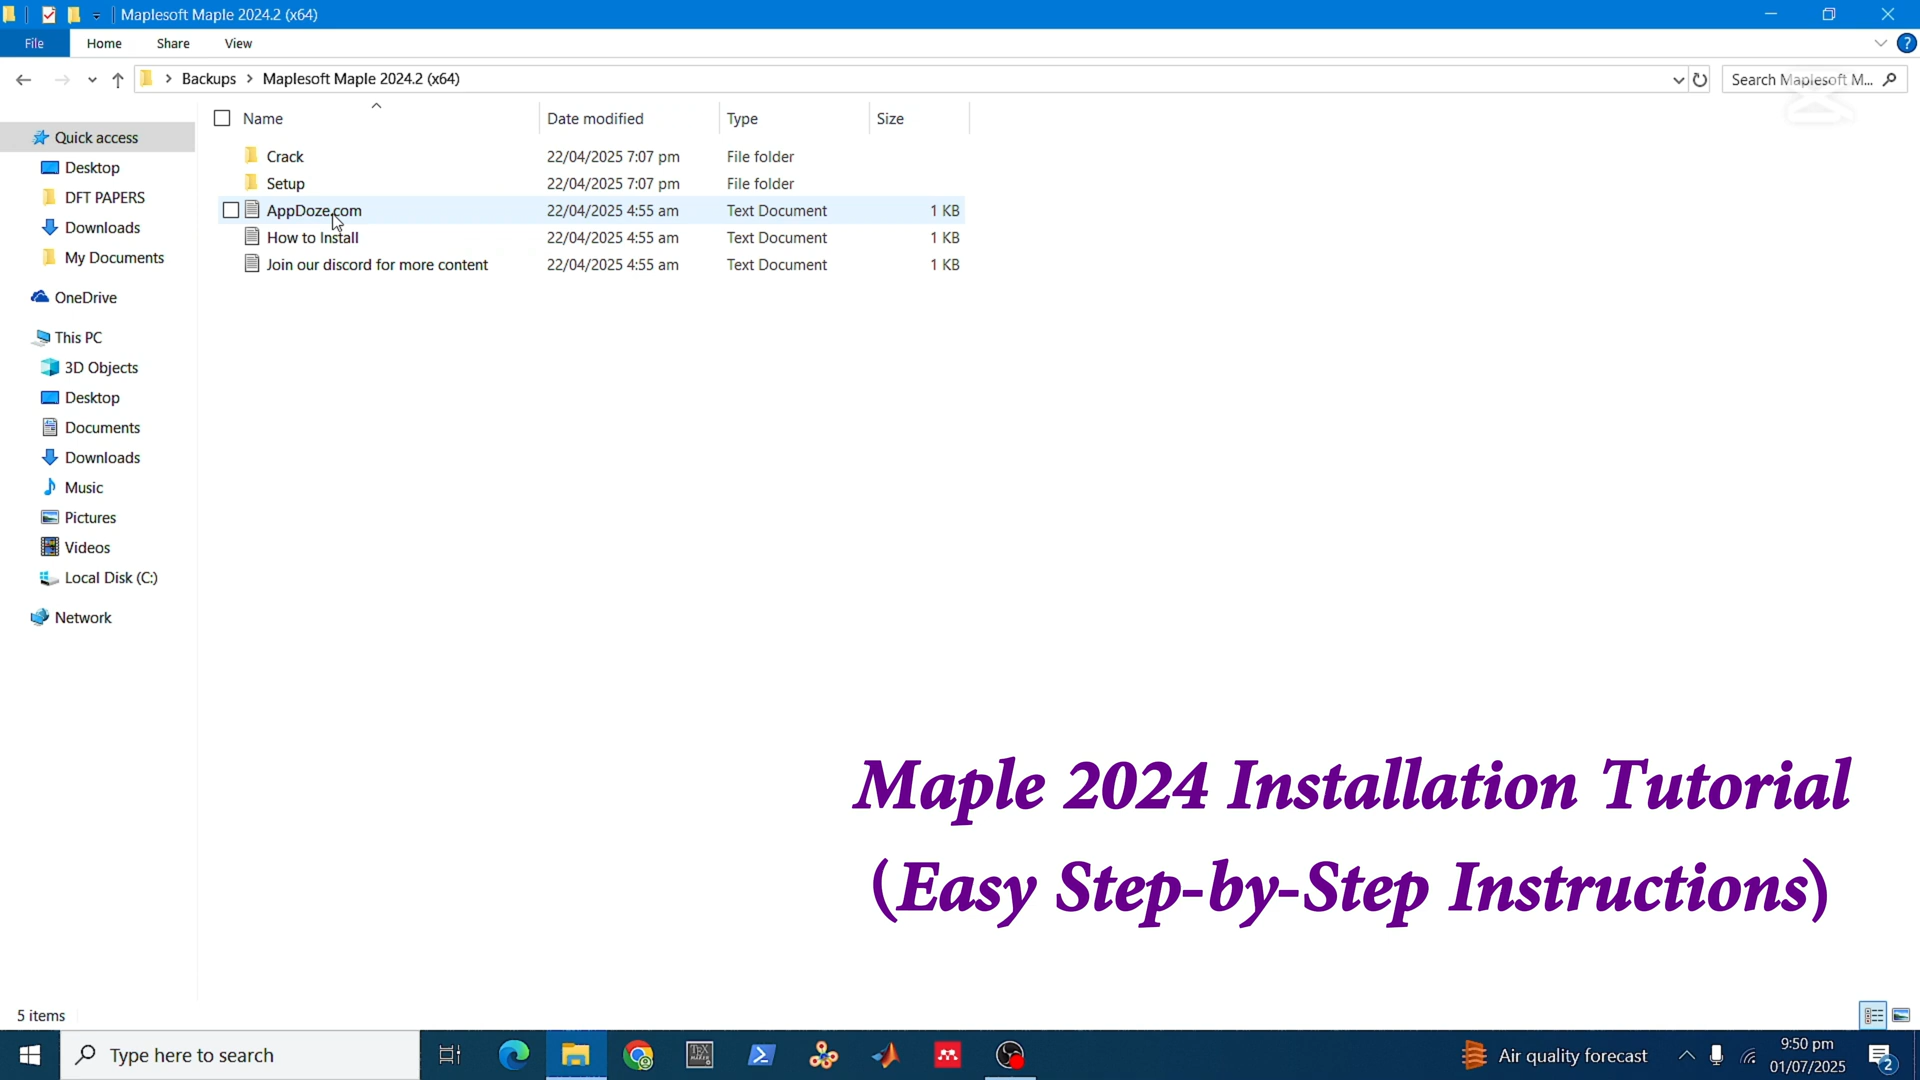 Maplesoft Maple 2024.2 (x64)
File Home Share View
Backups Maplesoft Maple 2024.2 (x64)
Search Maplesoft M...
Name Date modified Type Size
Crack 22/04/2025 7:07 pm File folder
Setup 22/04/2025 7:07 pm File folder
AppDoze.com 22/04/2025 4:55 am Text Document 1 KB
How to Install 22/04/2025 4:55 am Text Document 1 KB
Join our discord for more content 22/04/2025 4:55 am Text Document 1 KB
Quick access
Desktop
DFT PAPERS
Downloads
My Documents
OneDrive
This PC
3D Objects
Desktop
Documents
Downloads
Music
Pictures
Videos
Local Disk (C:)
Network
Maple 2024 Installation Tutorial
(Easy Step-by-Step Instructions)
5 items
Type here to search
Air quality forecast
9:50 pm
01/07/2025
2